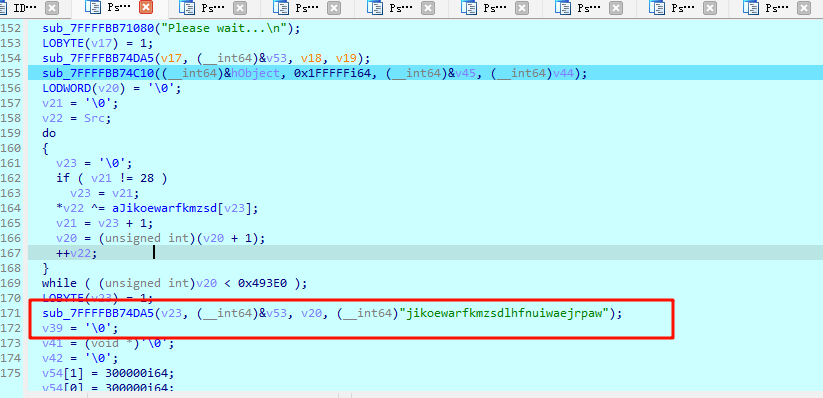 ID··· Ps··· Ps··· Ps··· Ps··· Ps··· Ps··· Ps··· Ps···
152 sub_7FFFFBB71080("Please wait...\n");
153 LOBYTE(v17) = 1;
154 sub_7FFFFBB74DA5(v17, (__int64)&v53, v18, v19);
155 sub_7FFFFBB74C10((__int64)&hObject, 0x1FFFFFi64, (__int64)&v45, (__int64)v44);
156 LODWORD(v20) = '\0';
157 v21 = '\0';
158 v22 = Src;
159 do
160 {
161 v23 = '\0';
162 if ( v21 != 28 )
163 v23 = v21;
164 *v22 ^= aJikoewarfkmzsd[v23];
165 v21 = v23 + 1;
166 v20 = (unsigned int)(v20 + 1);
167 ++v22;
168 }
169 while ( (unsigned int)v20 < 0x493E0 );
170 LOBYTE(v23) = 1;
171 sub_7FFFFBB74DA5(v23, (__int64)&v53, v20, (__int64)"jikoewarfkmzsdlhfnuiwaejrpaw");
172 v39 = '\0';
173 v41 = (void *)'\0';
174 v42 = '\0';
175 v54[1] = 300000i64;
v54[0] = 300000i64;